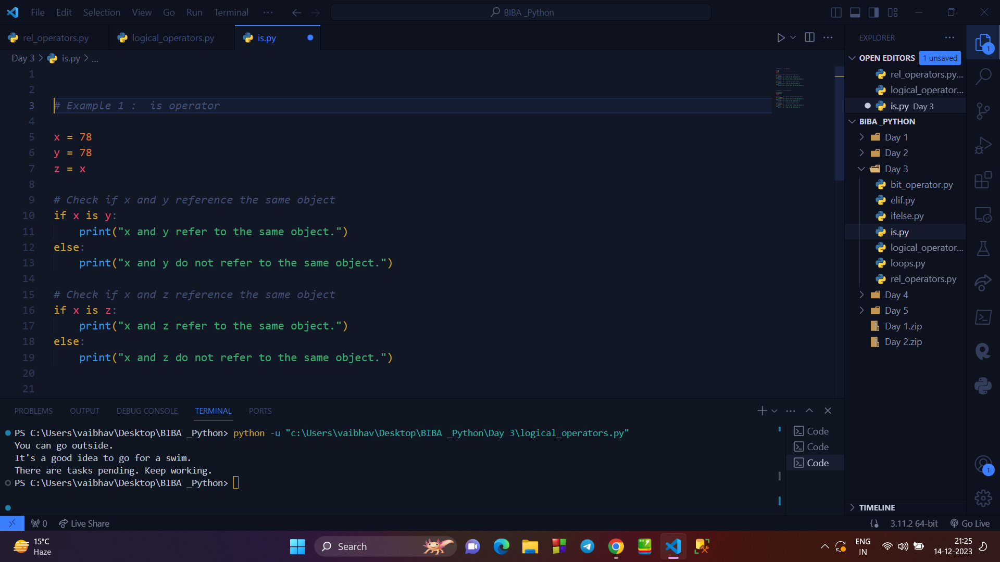 File Edit Selection View Go Run Terminal ... BIBA _Python
rel_operators.py logical_operators.py is.py
Day 3 > is.py > ...
1
2
3 # Example 1 :  is operator
4
5 x = 78
6 y = 78
7 z = x
8
9 # Check if x and y reference the same object
10 if x is y:
11 print("x and y refer to the same object.")
12 else:
13 print("x and y do not refer to the same object.")
14
15 # Check if x and z reference the same object
16 if x is z:
17 print("x and z refer to the same object.")
18 else:
19 print("x and z do not refer to the same object.")
20
21
PROBLEMS OUTPUT DEBUG CONSOLE TERMINAL PORTS
PS C:\Users\vaibhav\Desktop\BIBA _Python> python -u "c:\Users\vaibhav\Desktop\BIBA _Python\Day 3\logical_operators.py"
You can go outside.
It's a good idea to go for a swim.
There are tasks pending. Keep working.
PS C:\Users\vaibhav\Desktop\BIBA _Python>
Code
Code
Code
EXPLORER ...
OPEN EDITORS 1 unsaved
rel_operators.py...
logical_operator...
is.py Day 3
BIBA _PYTHON
Day 1
Day 2
Day 3
bit_operator.py
elif.py
ifelse.py
is.py
logical_operator...
loops.py
rel_operators.py
Day 4
Day 5
Day 1.zip
Day 2.zip
TIMELINE
1
1
0 Live Share 3.11.2 64-bit Go Live
15°C
Haze
Search
ENG
IN
21:25
14-12-2023